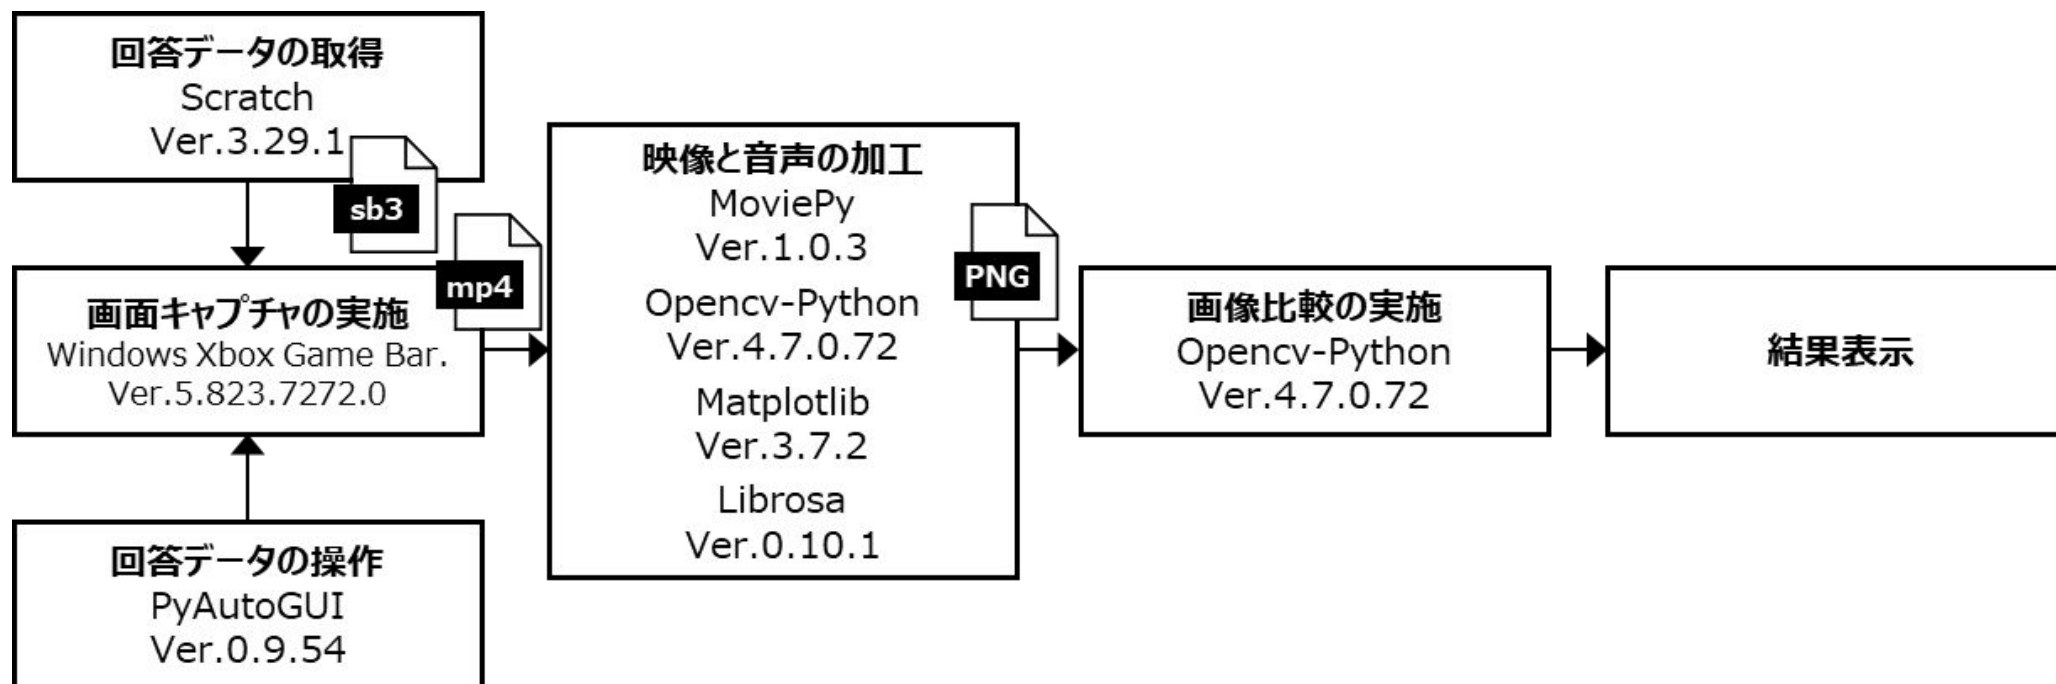 回答データの取得
Scratch
Ver.3.29.1
sb3
画面キャプチャの実施
Windows Xbox Game Bar.
Ver.5.823.7272.0
mp4
回答データの操作
PyAutoGUI
Ver.0.9.54
映像と音声の加工
MoviePy
Ver.1.0.3
Opencv-Python
Ver.4.7.0.72
Matplotlib
Ver.3.7.2
Librosa
Ver.0.10.1
PNG
画像比較の実施
Opencv-Python
Ver.4.7.0.72
結果表示